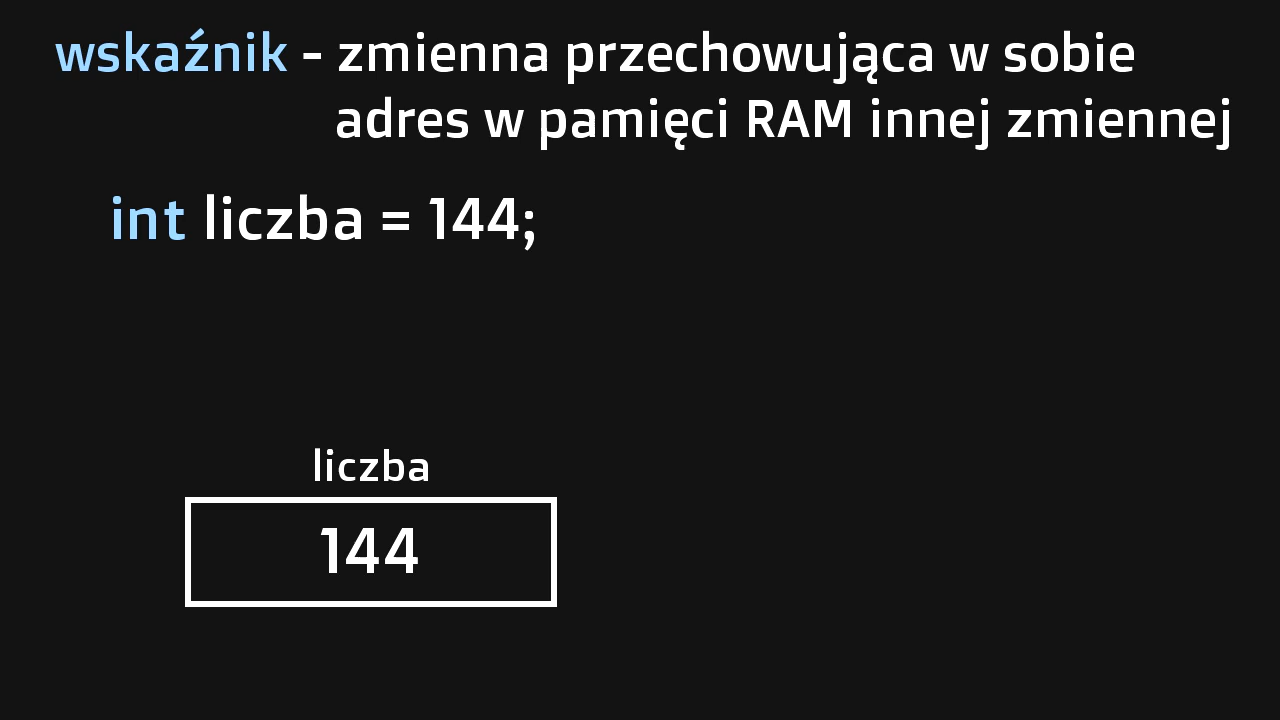 wskaźnik - zmienna przechowująca w sobie
adres w pamięci RAM innej zmiennej
int liczba = 144;
liczba
144